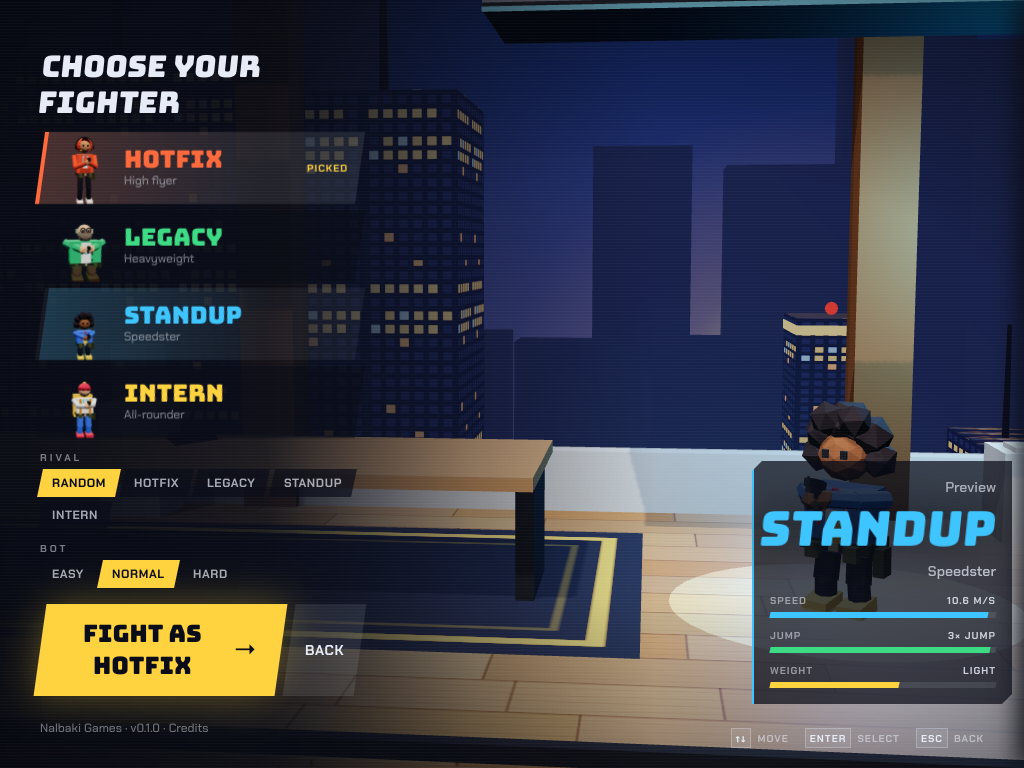 CHOOSE YOUR
FIGHTER
HOTFIX
High flyer
PICKED
LEGACY
Heavyweight
STANDUP
Speedster
INTERN
All-rounder
RIVAL
RANDOM HOTFIX LEGACY STANDUP
INTERN
BOT
EASY NORMAL HARD
FIGHT AS
HOTFIX
→
BACK
Nalbaki Games · v0.1.0 · Credits
Preview
STANDUP
Speedster
SPEED 10.6 M/S
JUMP 3× JUMP
WEIGHT LIGHT
↑↓ MOVE ENTER SELECT ESC BACK